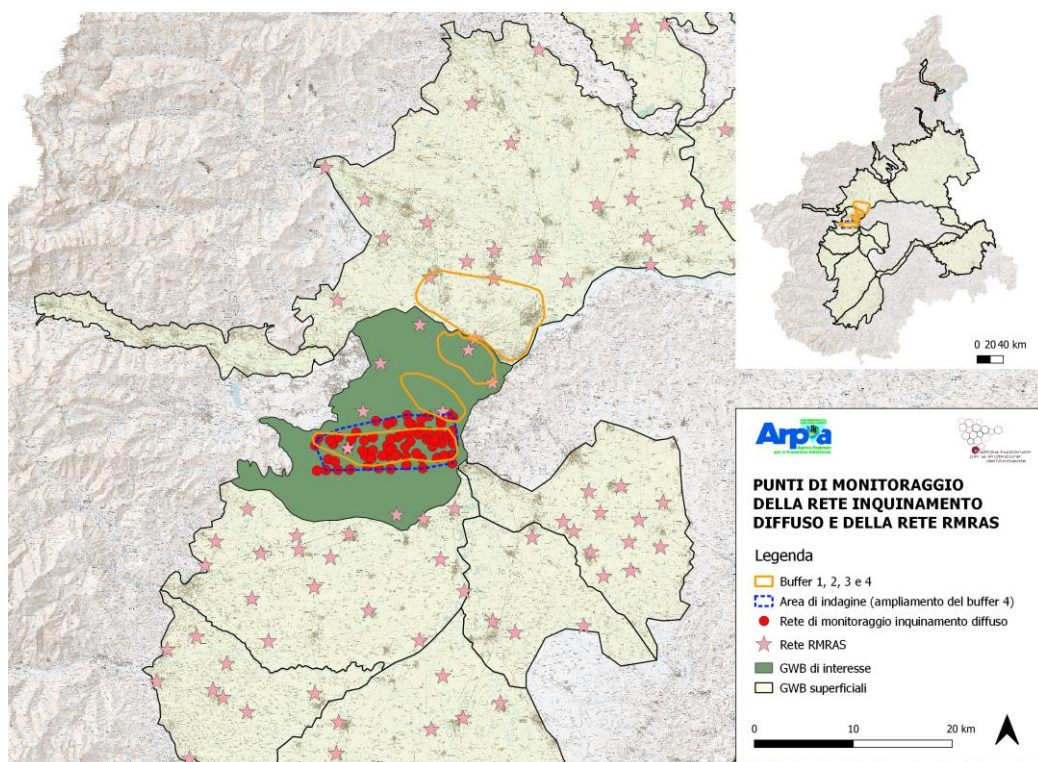 0 20 40 km
Arpa
PUNTI DI MONITORAGGIO
DELLA RETE INQUINAMENTO
DIFFUSO E DELLA RETE RMRAS
Legenda
Buffer 1, 2, 3 e 4
Area di indagine (ampliamento del buffer 4)
Rete di monitoraggio inquinamento diffuso
Rete RMRAS
GWB di interesse
GWB superficiali
0 10 20 km